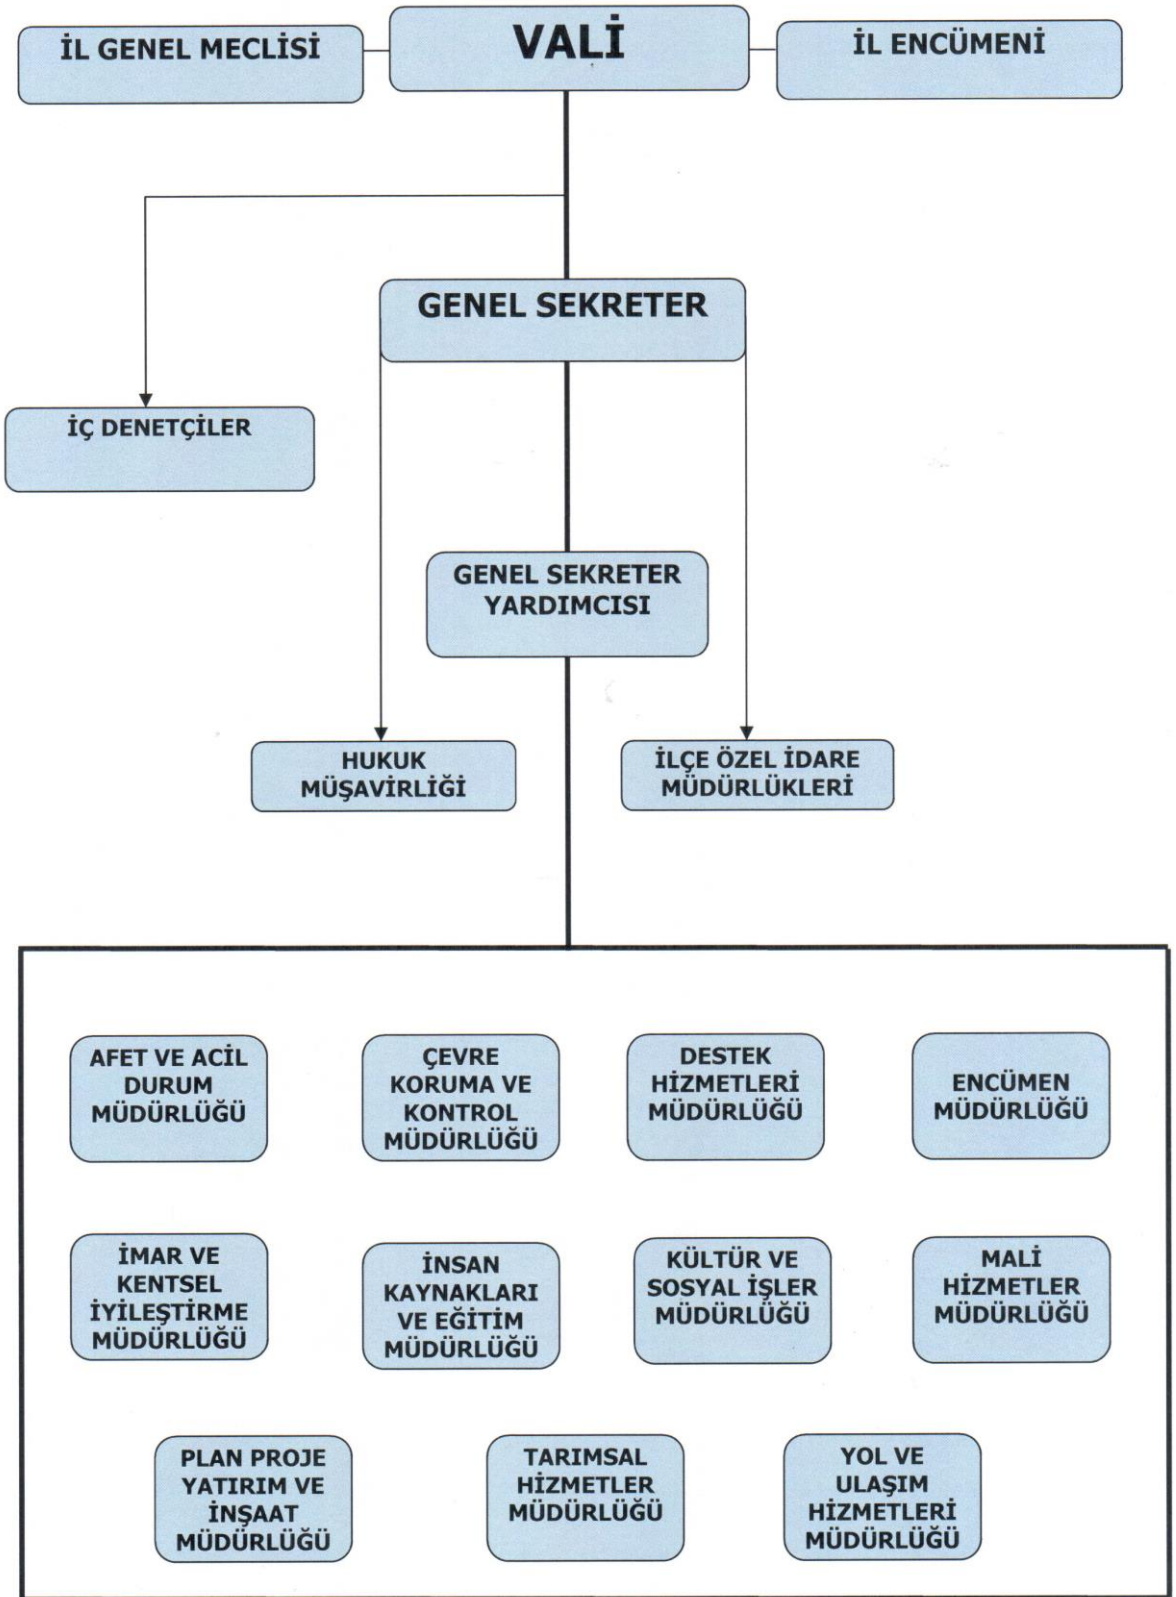 İL GENEL MECLİSİ
VALİ
İL ENCÜMENİ
GENEL SEKRETER
İÇ DENETÇİLER
GENEL SEKRETER
YARDIMCISI
HUKUK
MÜŞAVİRLİĞİ
İLÇE ÖZEL İDARE
MÜDÜRLÜKLERİ
AFET VE ACİL
DURUM
MÜDÜRLÜĞÜ
ÇEVRE
KORUMA VE
KONTROL
MÜDÜRLÜĞÜ
DESTEK
HİZMETLERİ
MÜDÜRLÜĞÜ
ENCÜMEN
MÜDÜRLÜĞÜ
İMAR VE
KENTSEL
İYİLEŞTİRME
MÜDÜRLÜĞÜ
İNSAN
KAYNAKLARI
VE EĞİTİM
MÜDÜRLÜĞÜ
KÜLTÜR VE
SOSYAL İŞLER
MÜDÜRLÜĞÜ
MALİ
HİZMETLER
MÜDÜRLÜĞÜ
PLAN PROJE
YATIRIM VE
İNŞAAT
MÜDÜRLÜĞÜ
TARIMSAL
HİZMETLER
MÜDÜRLÜĞÜ
YOL VE
ULAŞIM
HİZMETLERİ
MÜDÜRLÜĞÜ